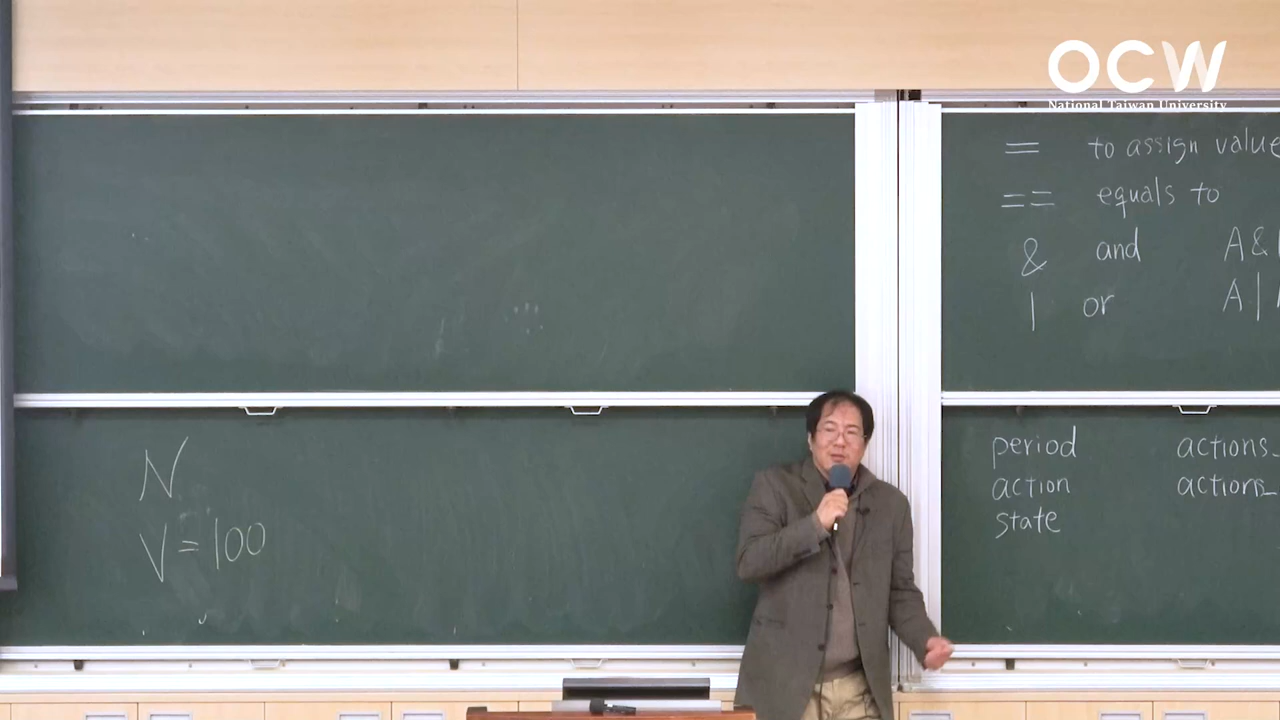 OCW
National Taiwan University
= to assign value
== equals to
& and A &
| or A |
N
V = 100
period actions_
action actions_
state